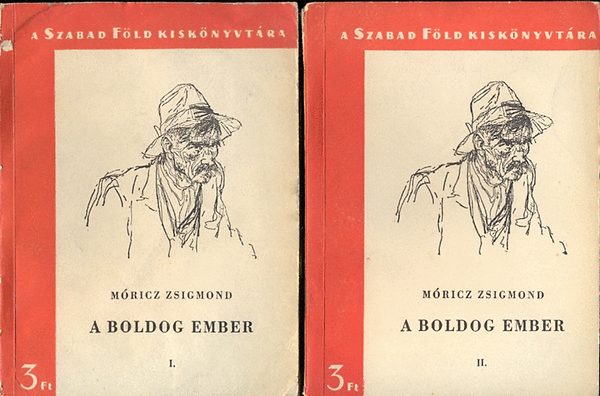 A SZABAD FÖLD KISKÖNYVTÁRA
MÓRICZ ZSIGMOND
A BOLDOG EMBER
I.
3 Ft
A SZABAD FÖLD KISKÖNYVTÁRA
MÓRICZ ZSIGMOND
A BOLDOG EMBER
II.
3 Ft